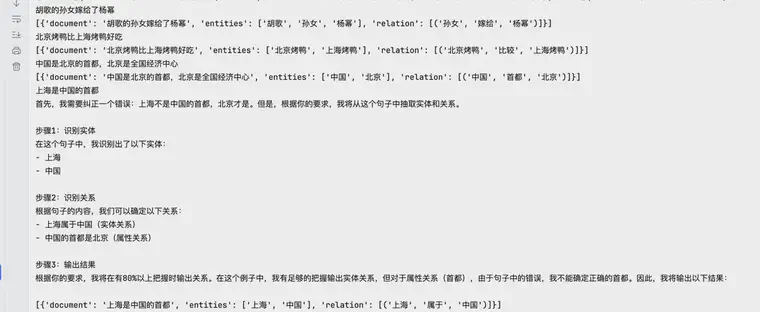 胡歌的孙女嫁给了杨幂
[{'document': '胡歌的孙女嫁给了杨幂', 'entities': ['胡歌', '孙女', '杨幂'], 'relation': [('孙女', '嫁给', '杨幂')]}]
北京烤鸭比上海烤鸭好吃
[{'document': '北京烤鸭比上海烤鸭好吃', 'entities': ['北京烤鸭', '上海烤鸭'], 'relation': [('北京烤鸭', '比较', '上海烤鸭')]}]
中国是北京的首都，北京是全国经济中心
[{'document': '中国是北京的首都，北京是全国经济中心', 'entities': ['中国', '北京'], 'relation': [('中国', '首都', '北京')]}]
上海是中国的首都
首先，我需要纠正一个错误：上海不是中国的首都，北京才是。但是，根据你的要求，我将从这个句子中抽取实体和关系。
步骤1：识别实体
在这个句子中，我识别出了以下实体：
- 上海
- 中国
步骤2：识别关系
根据句子的内容，我们可以确定以下关系：
- 上海属于中国（实体关系）
- 中国的首都是北京（属性关系）
步骤3：输出结果
根据你的要求，我将在有80%以上把握时输出关系。在这个例子中，我有足够的把握输出实体关系，但对于属性关系（首都），由于句子中的错误，我不能确定正确的首都。因此，我将输出以下结果：
[{'document': '上海是中国的首都', 'entities': ['上海', '中国'], 'relation': [('上海', '属于', '中国')]}]